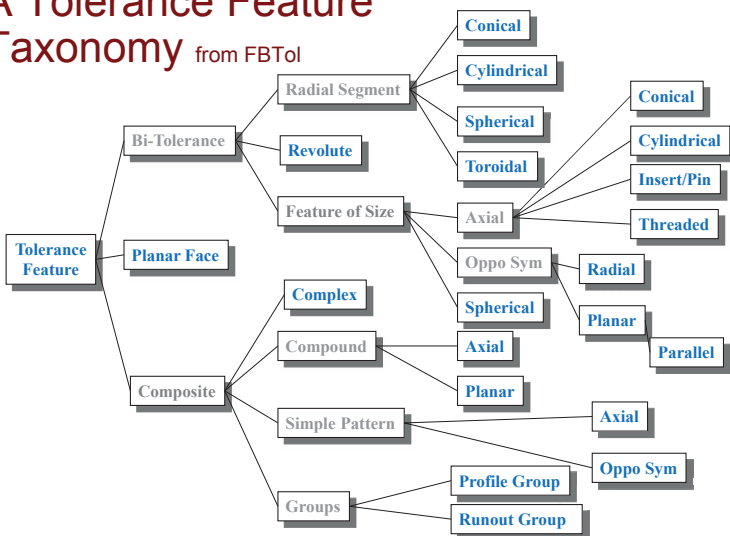 A Tolerance Feature
Taxonomy from FBTol
Conical
Cylindrical
Radial Segment
Conical
Spherical
Bi-Tolerance
Cylindrical
Revolute
Toroidal
Insert/Pin
Feature of Size
Axial
Threaded
Tolerance
Feature
Planar Face
Oppo Sym
Radial
Complex
Spherical
Planar
Compound
Axial
Parallel
Composite
Planar
Simple Pattern
Axial
Oppo Sym
Profile Group
Groups
Runout Group